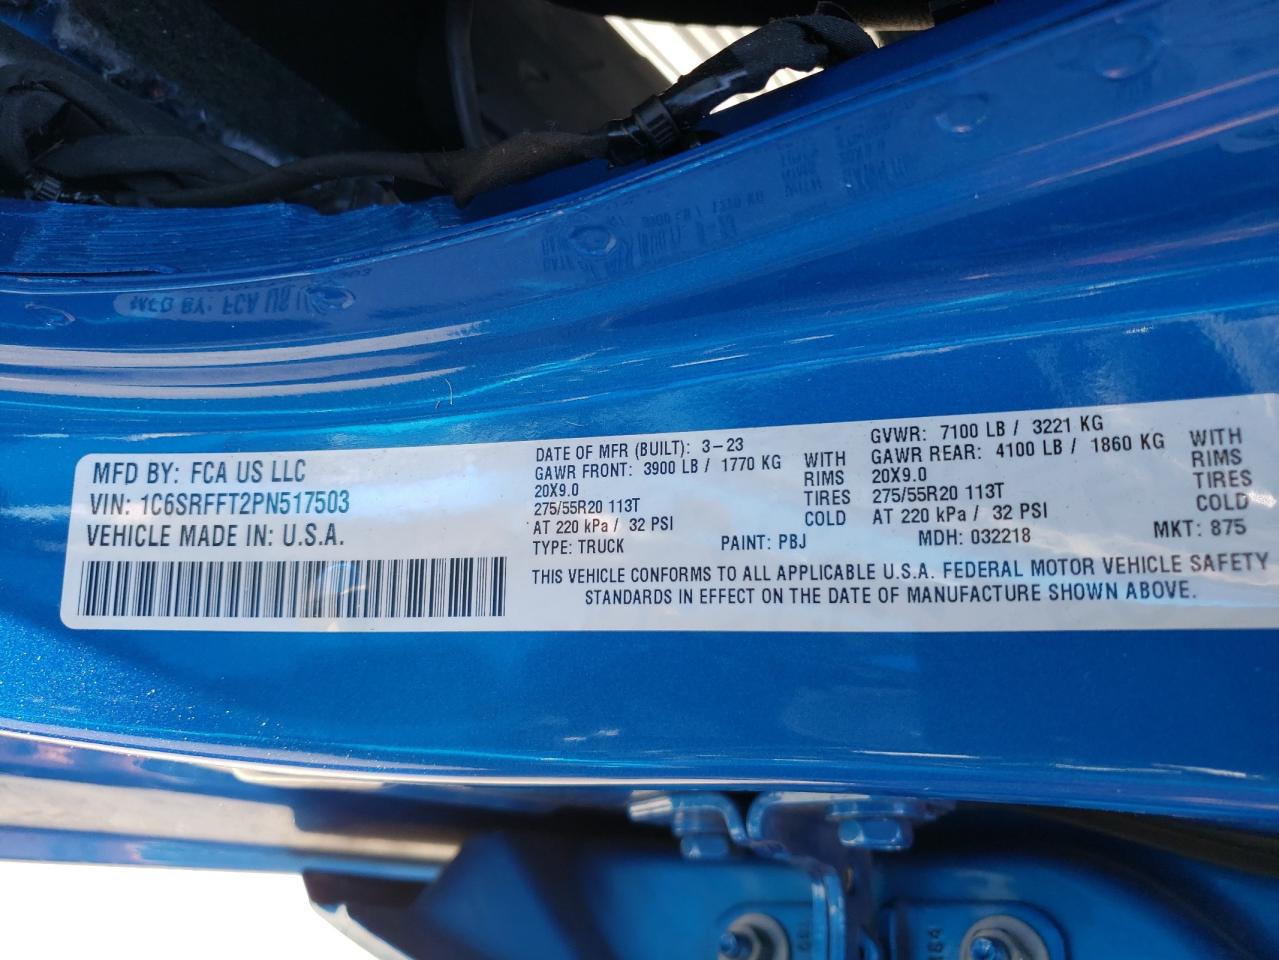 MFD BY: FCA US LLC
VIN: 1C6SRFFT2PN517503
VEHICLE MADE IN: U.S.A.
DATE OF MFR (BUILT): 3-23
GAWR FRONT: 3900 LB / 1770 KG WITH
20X9.0 RIMS
275/55R20 113T TIRES
AT 220 kPa / 32 PSI COLD
TYPE: TRUCK PAINT: PBJ
GVWR: 7100 LB / 3221 KG
GAWR REAR: 4100 LB / 1860 KG WITH
20X9.0 RIMS
275/55R20 113T TIRES
AT 220 kPa / 32 PSI COLD
MDH: 032218 MKT: 875
THIS VEHICLE CONFORMS TO ALL APPLICABLE U.S.A. FEDERAL MOTOR VEHICLE SAFETY
STANDARDS IN EFFECT ON THE DATE OF MANUFACTURE SHOWN ABOVE.